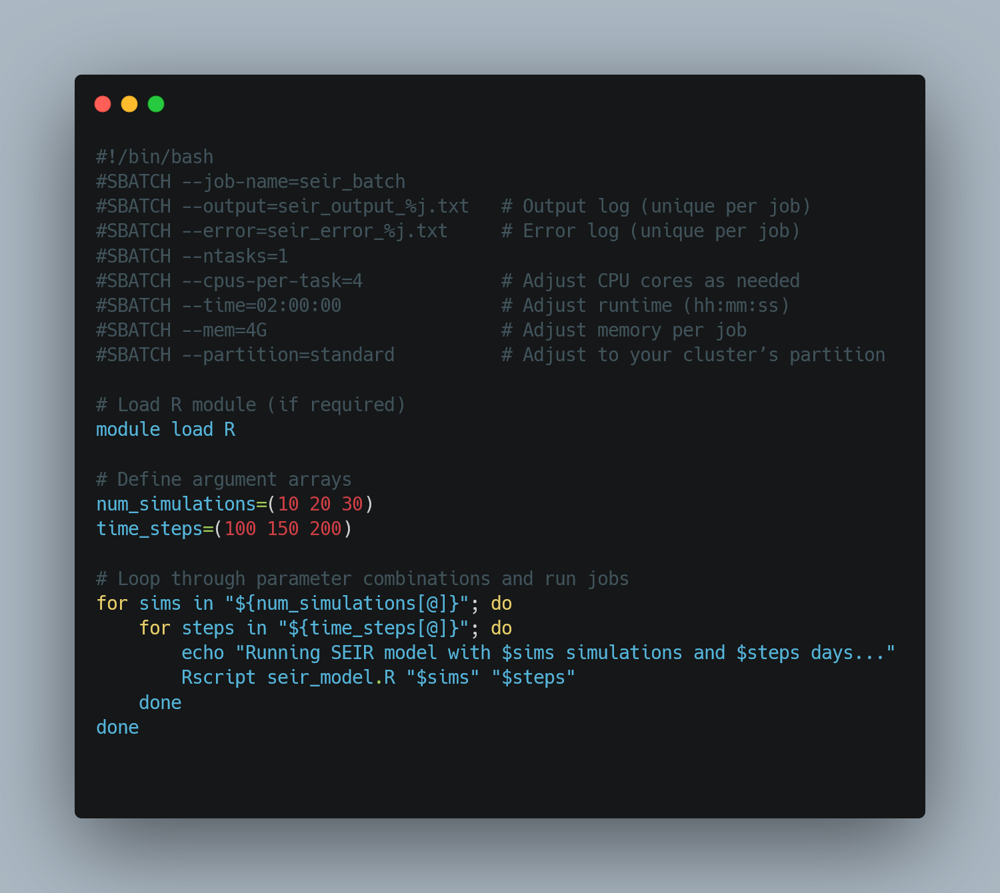 #!/bin/bash
#SBATCH --job-name=seir_batch
#SBATCH --output=seir_output_%j.txt   # Output log (unique per job)
#SBATCH --error=seir_error_%j.txt     # Error log (unique per job)
#SBATCH --ntasks=1
#SBATCH --cpus-per-task=4             # Adjust CPU cores as needed
#SBATCH --time=02:00:00               # Adjust runtime (hh:mm:ss)
#SBATCH --mem=4G                      # Adjust memory per job
#SBATCH --partition=standard          # Adjust to your cluster’s partition

# Load R module (if required)
module load R

# Define argument arrays
num_simulations=(10 20 30)
time_steps=(100 150 200)

# Loop through parameter combinations and run jobs
for sims in "${num_simulations[@]}"; do
    for steps in "${time_steps[@]}"; do
        echo "Running SEIR model with $sims simulations and $steps days..."
        Rscript seir_model.R "$sims" "$steps"
    done
done